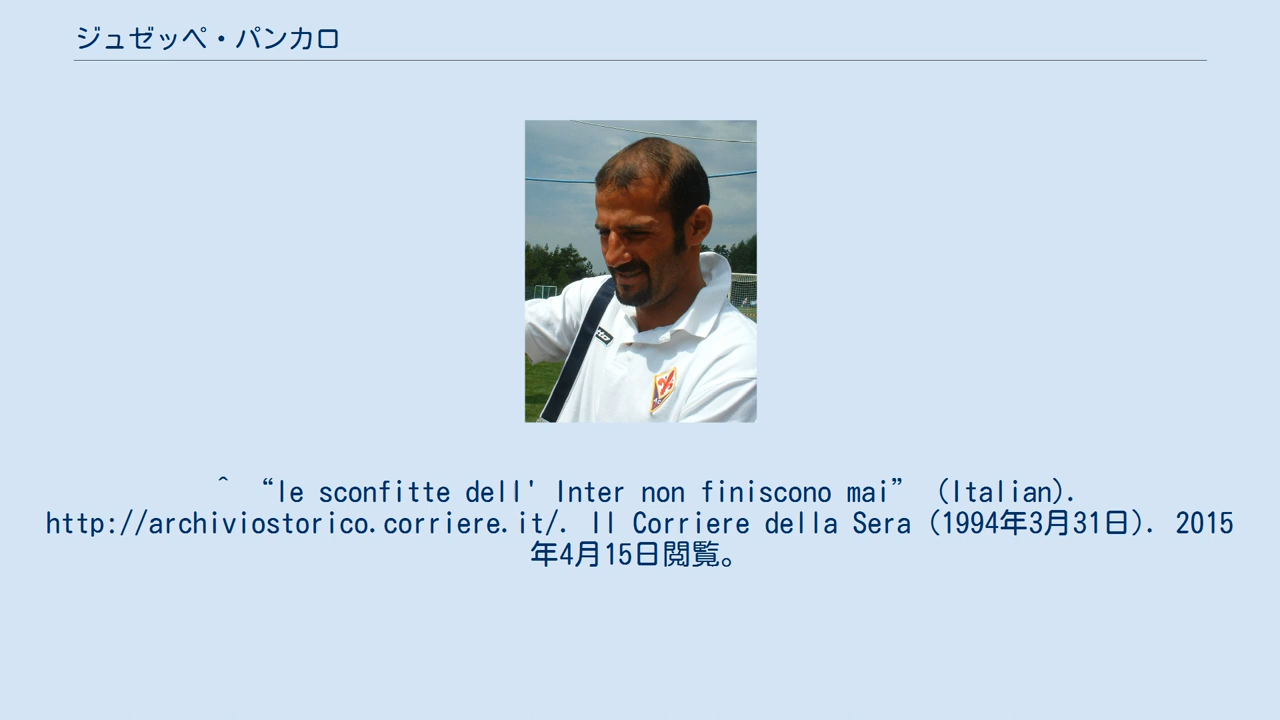 ジュゼッペ・パンカロ
^ “le sconfitte dell' Inter non finiscono mai” (Italian).
http://archiviostorico.corriere.it/. Il Corriere della Sera (1994年3月31日). 2015
年4月15日閲覧。